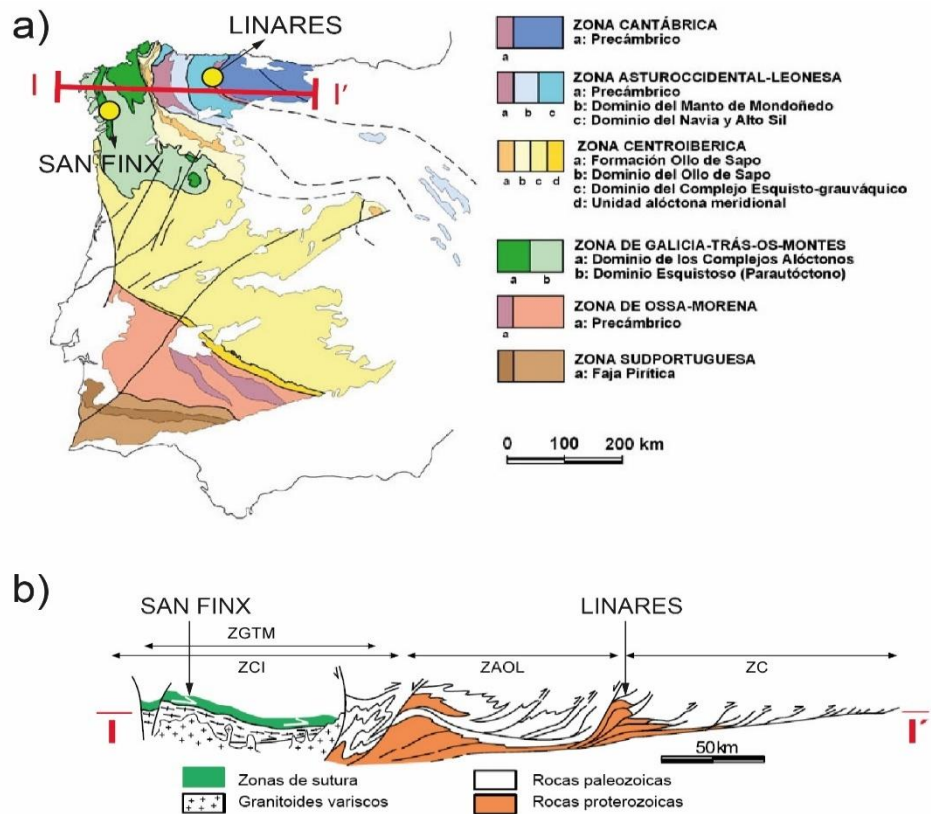 a)
LINARES
I
I'
SAN FINX
ZONA CANTÁBRICA
a: Precámbrico
a
ZONA ASTUROCCIDENTAL-LEONESA
a: Precámbrico
b: Dominio del Manto de Mondoñedo
c: Dominio del Navia y Alto Sil
a b c
ZONA CENTROIBERICA
a: Formación Ollo de Sapo
b: Dominio del Ollo de Sapo
c: Dominio del Complejo Esquisto-grauváquico
d: Unidad alóctona meridional
a b c d
ZONA DE GALICIA-TRÁS-OS-MONTES
a: Dominio de los Complejos Alóctonos
b: Dominio Esquistoso (Parautóctono)
a b
ZONA DE OSSA-MORENA
a: Precámbrico
a
ZONA SUDPORTUGUESA
a: Faja Pirítica
a
0 100 200 km
b)
SAN FINX
LINARES
ZGTM
ZCI
ZAOL
ZC
I
I'
50km
Zonas de sutura
Rocas paleozoicas
Granitoides variscos
Rocas proterozoicas